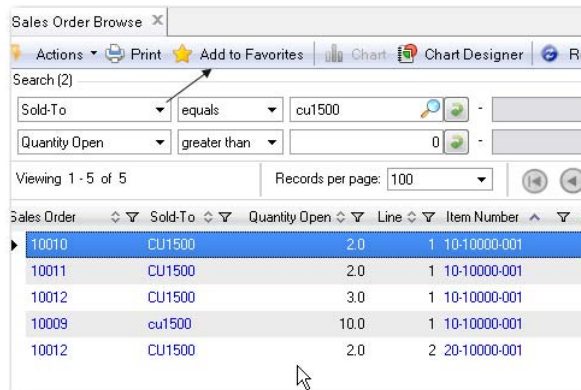 Sales Order Browse
Actions Print Add to Favorites Chart Chart Designer R
Search (2)
Sold-To equals cu1500 -
Quantity Open greater than 0 -
Viewing 1 - 5 of 5 Records per page: 100
Sales Order Sold-To Quantity Open Line Item Number
10010 CU1500 2.0 1 10-10000-001
10011 CU1500 2.0 1 10-10000-001
10012 CU1500 3.0 1 10-10000-001
10009 cu1500 10.0 1 10-10000-001
10012 CU1500 2.0 2 20-10000-001